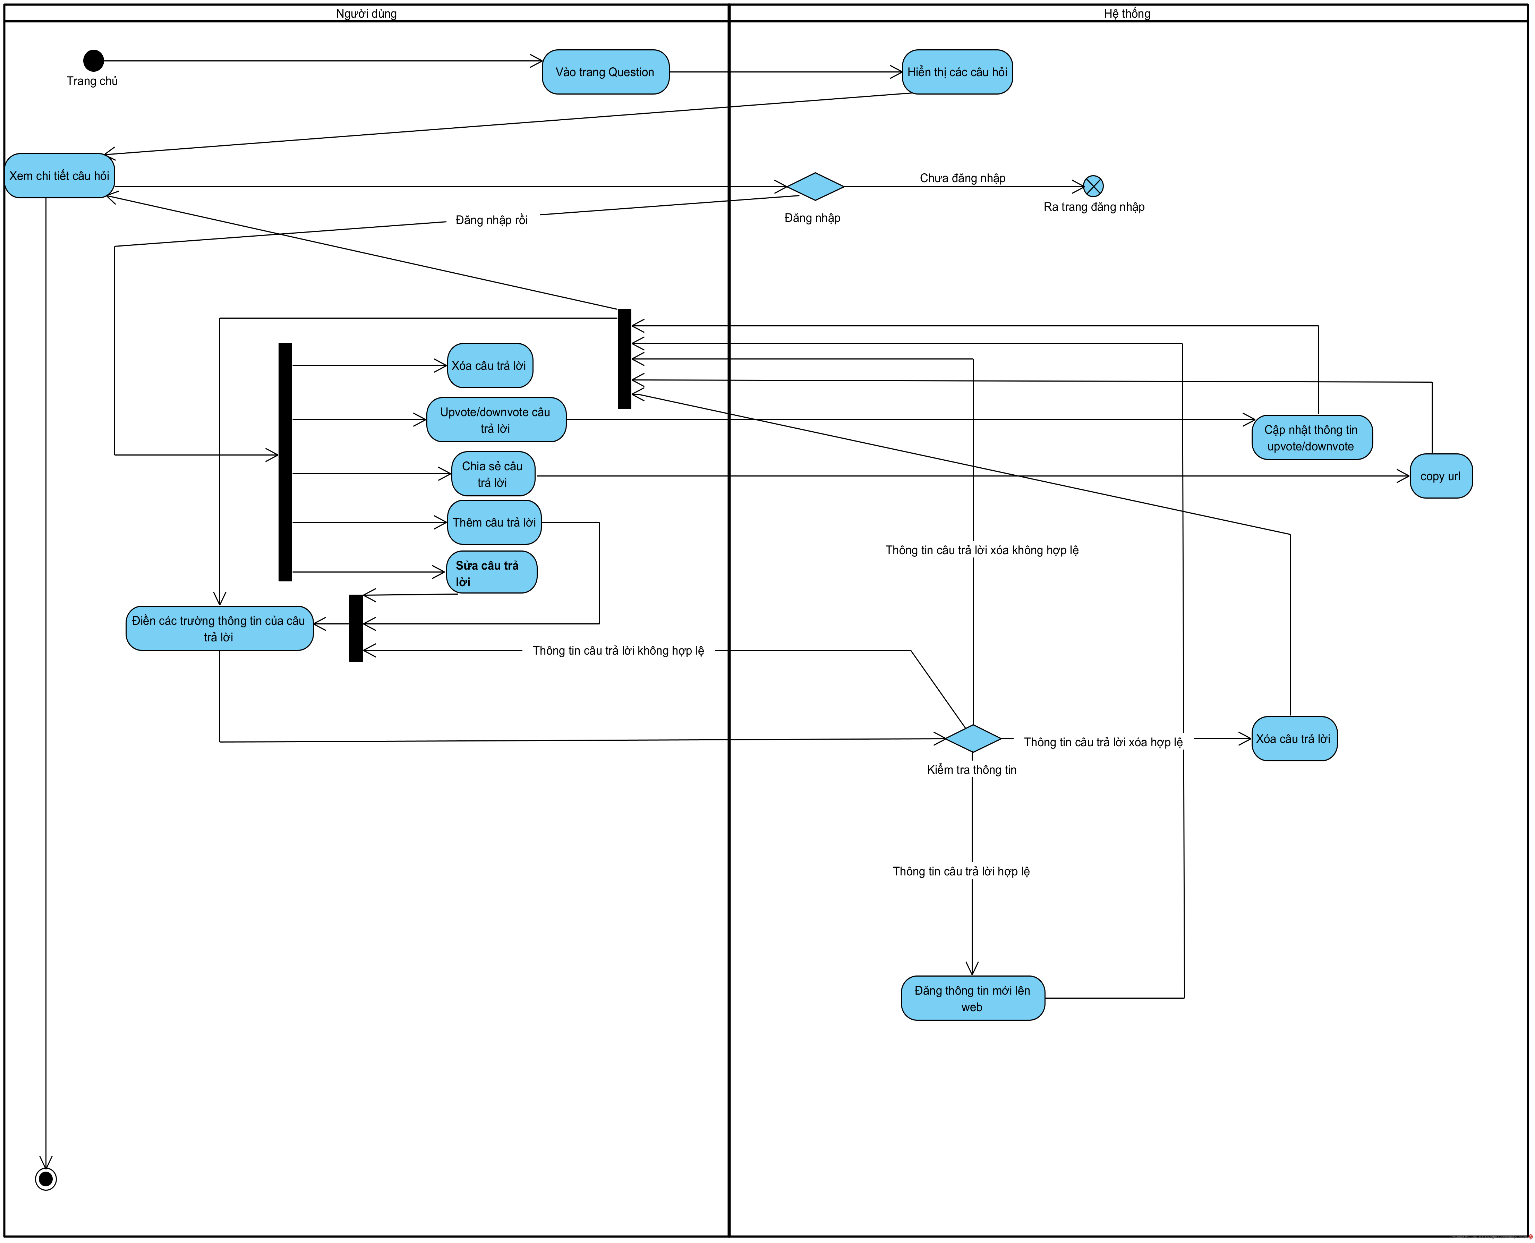 Người dùng
Hệ thống
Trang chủ
Vào trang Question
Hiển thị các câu hỏi
Xem chi tiết câu hỏi
Chưa đăng nhập
Đăng nhập
Ra trang đăng nhập
Đăng nhập rồi
Xóa câu trả lời
Upvote/downvote câu
trả lời
Cập nhật thông tin
upvote/downvote
Chia sẻ câu
trả lời
copy url
Thêm câu trả lời
Thông tin câu trả lời xóa không hợp lệ
Sửa câu trả
lời
Điền các trường thông tin của câu
trả lời
Thông tin câu trả lời không hợp lệ
Thông tin câu trả lời xóa hợp lệ
Xóa câu trả lời
Kiểm tra thông tin
Thông tin câu trả lời hợp lệ
Đăng thông tin mới lên
web